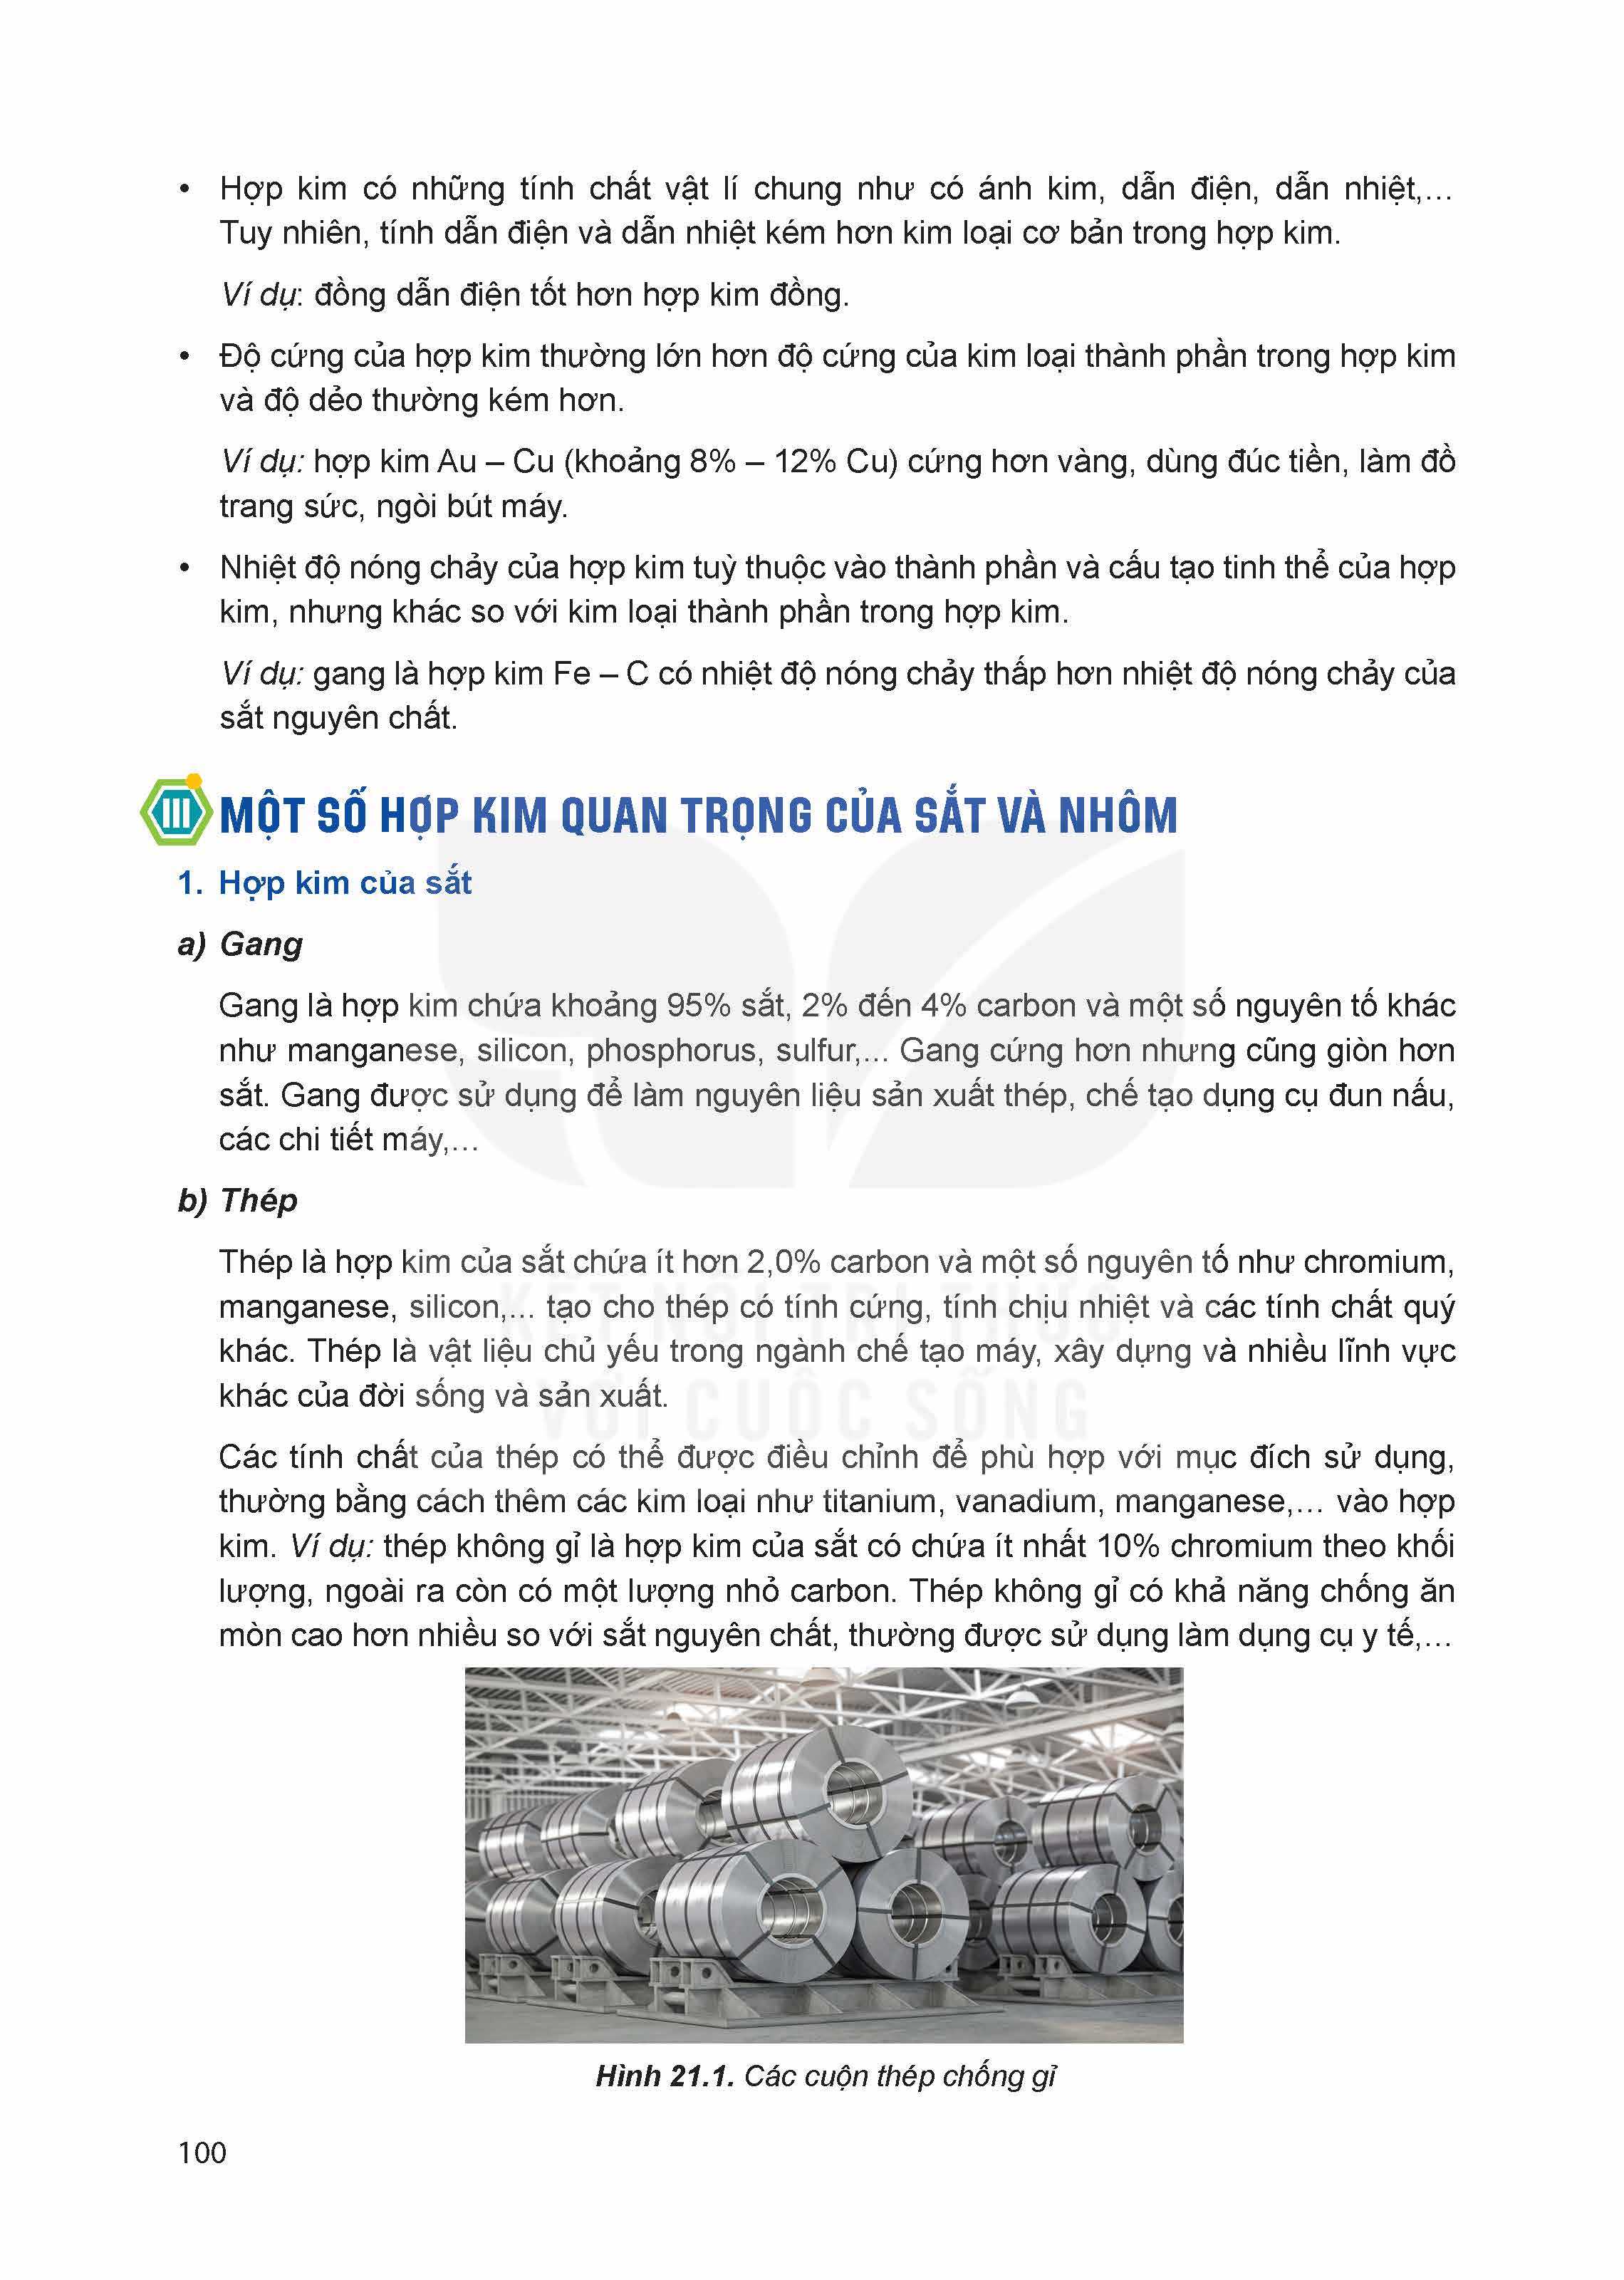 • Hợp kim có những tính chất vật lí chung như có ánh kim, dẫn điện, dẫn nhiệt,...
Tuy nhiên, tính dẫn điện và dẫn nhiệt kém hơn kim loại cơ bản trong hợp kim.
Ví dụ: đồng dẫn điện tốt hơn hợp kim đồng.
• Độ cứng của hợp kim thường lớn hơn độ cứng của kim loại thành phần trong hợp kim
và độ dẻo thường kém hơn.
Ví dụ: hợp kim Au – Cu (khoảng 8% – 12% Cu) cứng hơn vàng, dùng đúc tiền, làm đồ
trang sức, ngòi bút máy.
• Nhiệt độ nóng chảy của hợp kim tuỳ thuộc vào thành phần và cấu tạo tinh thể của hợp
kim, nhưng khác so với kim loại thành phần trong hợp kim.
Ví dụ: gang là hợp kim Fe – C có nhiệt độ nóng chảy thấp hơn nhiệt độ nóng chảy của
sắt nguyên chất.
III MỘT SỐ HỢP KIM QUAN TRỌNG CỦA SẮT VÀ NHÔM
1. Hợp kim của sắt
a) Gang
Gang là hợp kim chứa khoảng 95% sắt, 2% đến 4% carbon và một số nguyên tố khác
như manganese, silicon, phosphorus, sulfur,... Gang cứng hơn nhưng cũng giòn hơn
sắt. Gang được sử dụng để làm nguyên liệu sản xuất thép, chế tạo dụng cụ đun nấu,
các chi tiết máy,...
b) Thép
Thép là hợp kim của sắt chứa ít hơn 2,0% carbon và một số nguyên tố như chromium,
manganese, silicon,... tạo cho thép có tính cứng, tính chịu nhiệt và các tính chất quý
khác. Thép là vật liệu chủ yếu trong ngành chế tạo máy, xây dựng và nhiều lĩnh vực
khác của đời sống và sản xuất.
KẾT NỐI TRI THỨC
VỚI CUỘC SỐNG
Các tính chất của thép có thể được điều chỉnh để phù hợp với mục đích sử dụng,
thường bằng cách thêm các kim loại như titanium, vanadium, manganese,... vào hợp
kim. Ví dụ: thép không gỉ là hợp kim của sắt có chứa ít nhất 10% chromium theo khối
lượng, ngoài ra còn có một lượng nhỏ carbon. Thép không gỉ có khả năng chống ăn
mòn cao hơn nhiều so với sắt nguyên chất, thường được sử dụng làm dụng cụ y tế,...
Hình 21.1. Các cuộn thép chống gỉ
100